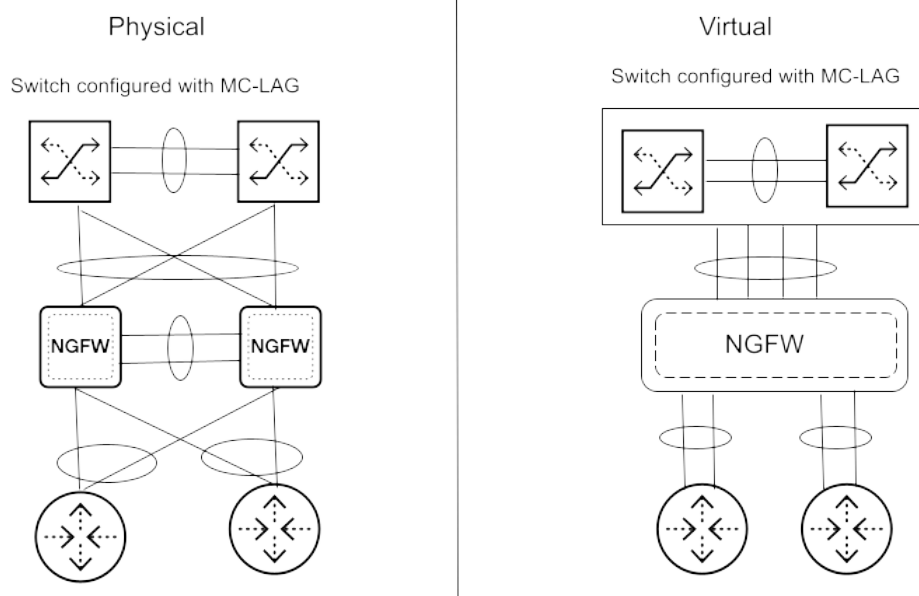 Physical
Virtual
Switch configured with MC-LAG
Switch configured with MC-LAG
NGFW
NGFW
NGFW